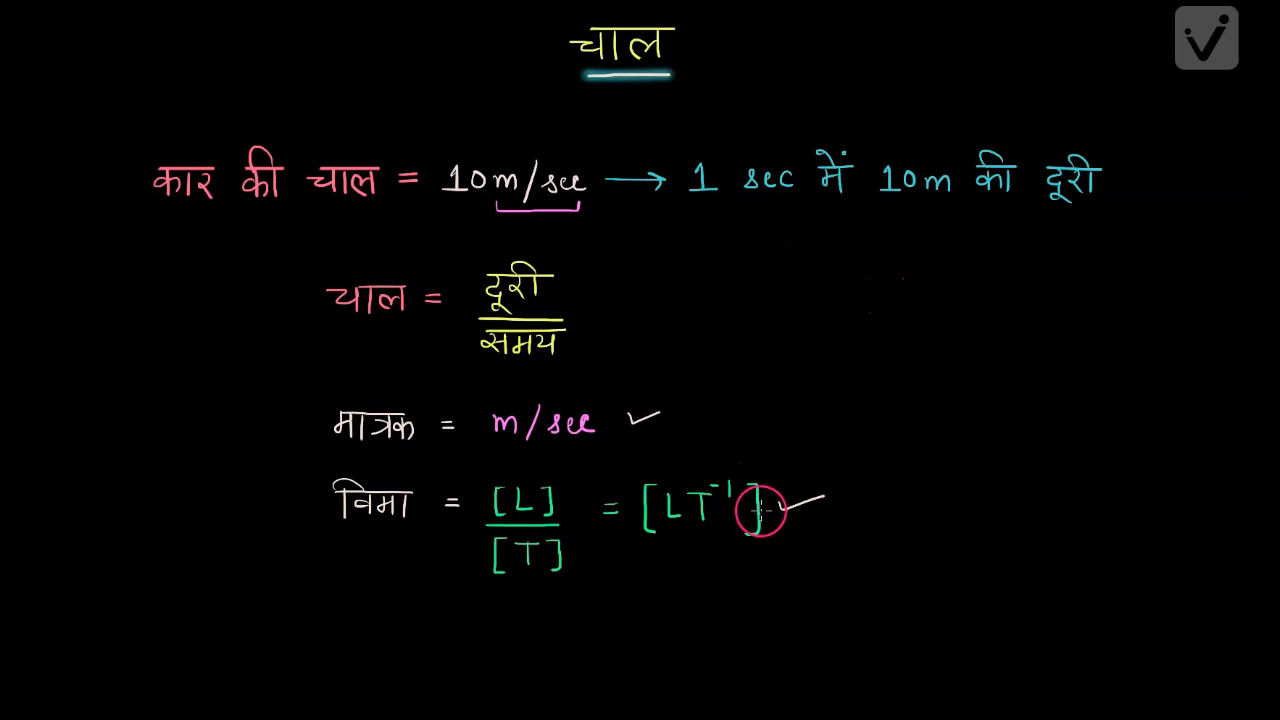 चाल
कार की चाल = 10m/sec → 1 sec में 10m की दूरी
चाल = दूरी / समय
मात्रक = m/sec ✓
विमा = [L] / [T] = [LT⁻¹] ✓